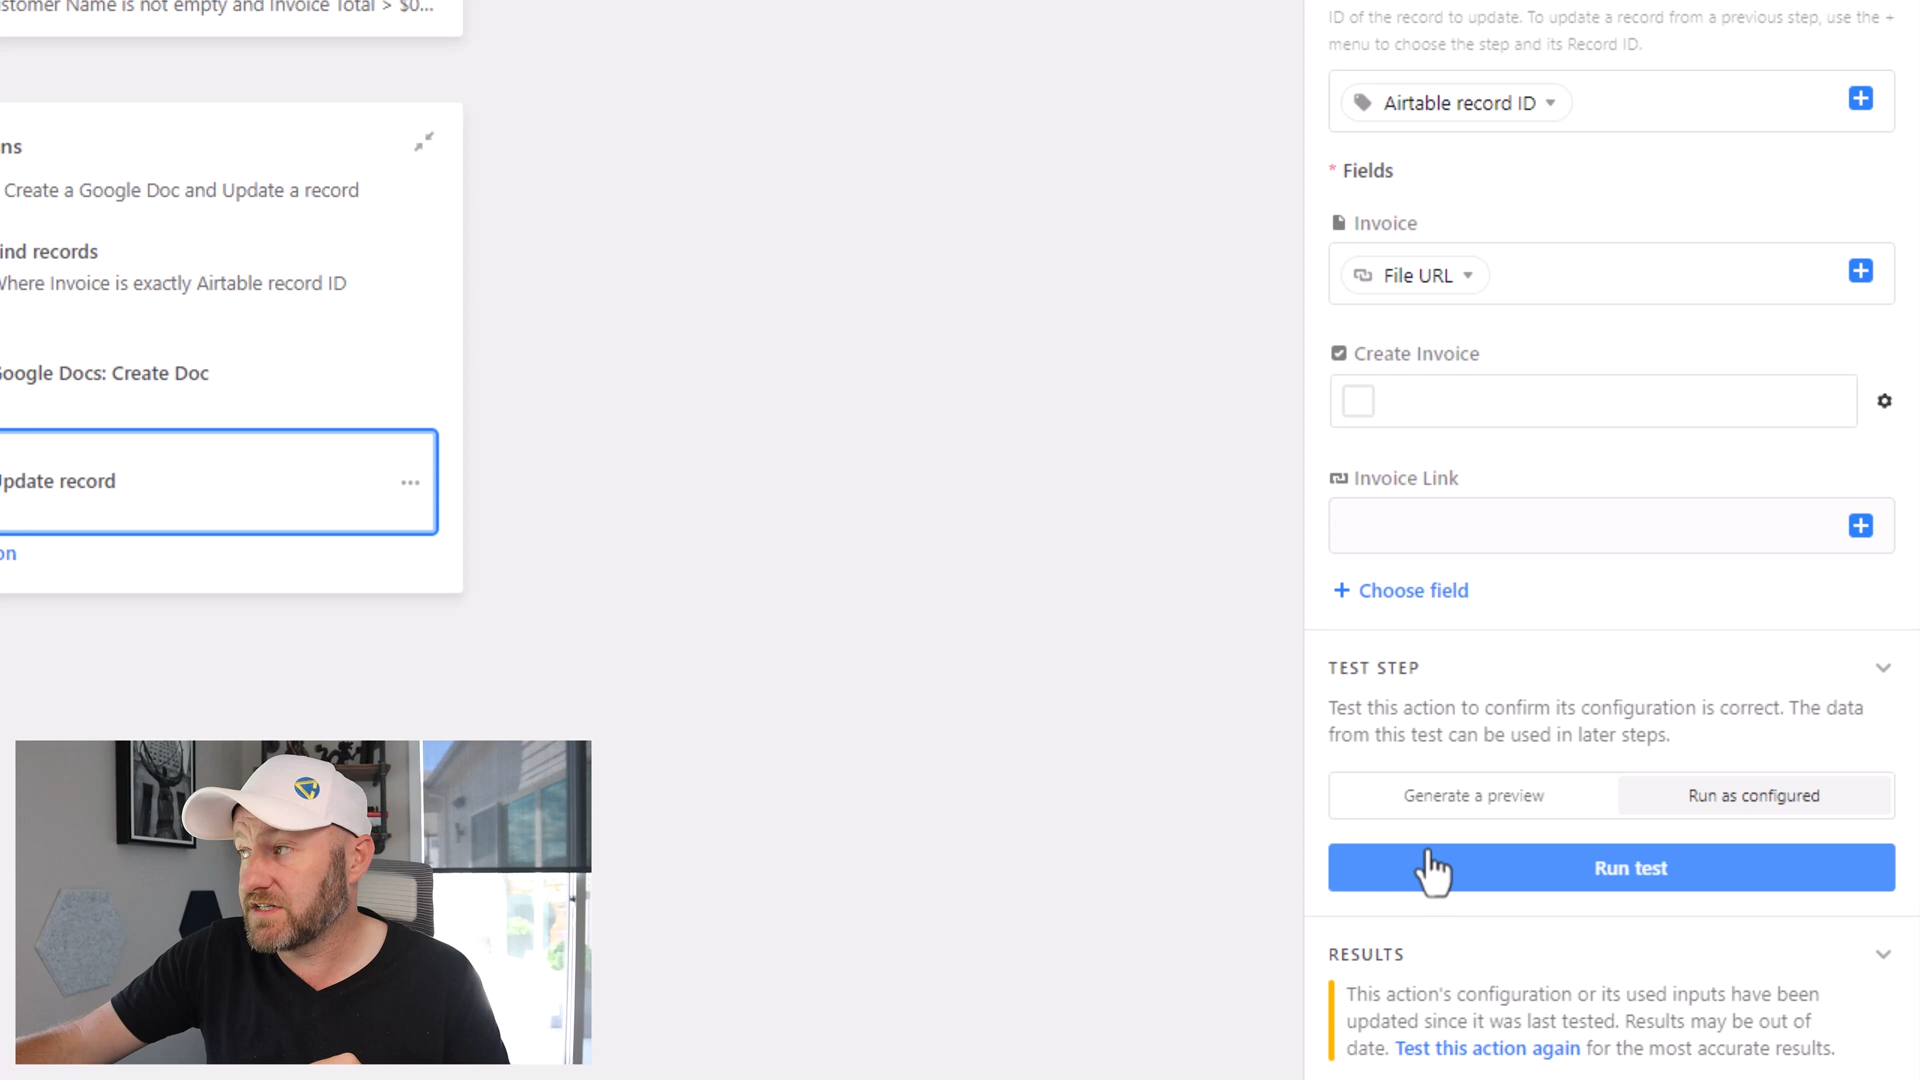 stomer Name is not empty and Invoice Total > $0...
ns
Create a Google Doc and Update a record
ind records
Where Invoice is exactly Airtable record ID
Google Docs: Create Doc
Update record
on
ID of the record to update. To update a record from a previous step, use the +
menu to choose the step and its Record ID.
Airtable record ID
* Fields
Invoice
File URL
Create Invoice
Invoice Link
+ Choose field
TEST STEP
Test this action to confirm its configuration is correct. The data
from this test can be used in later steps.
Generate a preview
Run as configured
Run test
RESULTS
This action's configuration or its used inputs have been
updated since it was last tested. Results may be out of
date. Test this action again for the most accurate results.